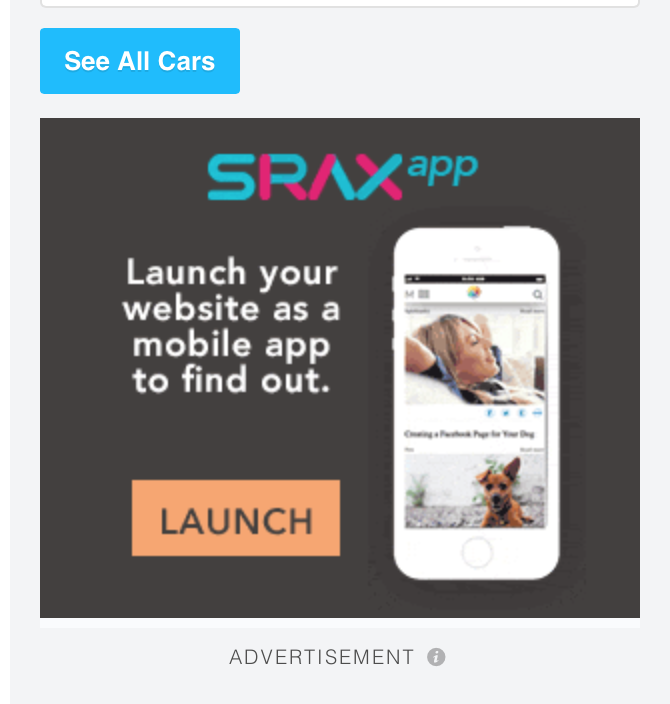 See All Cars
SRAX app
Launch your
website as a
mobile app
to find out.
M
Creating a Facebook Page for Your Dog
LAUNCH
ADVERTISEMENT